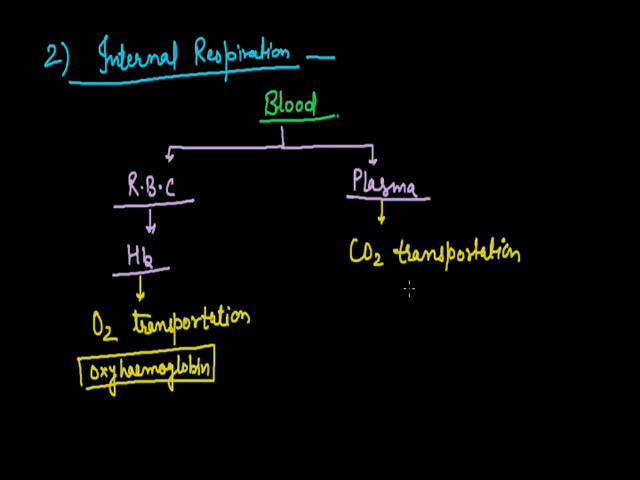 2) Internal Respiration —
Blood
R.B.C
Plasma
Hb
CO2 transportation
O2 transportation
oxyhaemoglobin